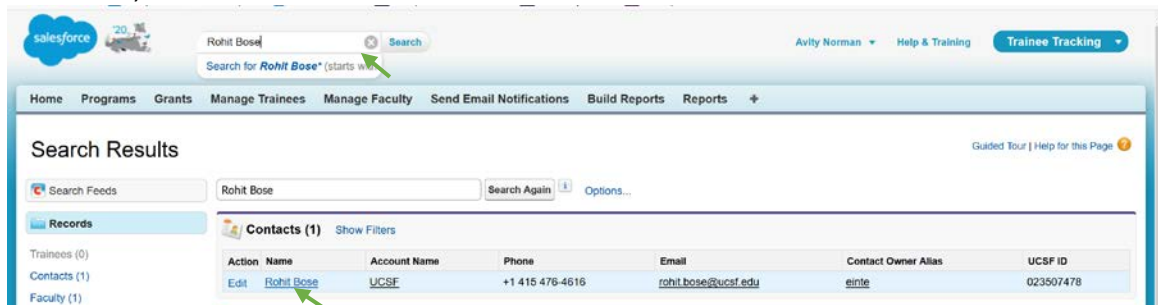 salesforce '20
Rohit Bose Search
Search for Rohit Bose* (starts
Avity Norman Help & Training Trainee Tracking
Home Programs Grants Manage Trainees Manage Faculty Send Email Notifications Build Reports Reports +
Search Results
Guided Tour | Help for this Page
Search Feeds
Rohit Bose Search Again i Options...
Records
Contacts (1) Show Filters
Trainees (0)
Contacts (1)
Faculty (1)
Action Name Account Name Phone Email Contact Owner Alias UCSF ID
Edit Rohit Bose UCSF +1 415 476-4616 rohit.bose@ucsf.edu einte 023507478